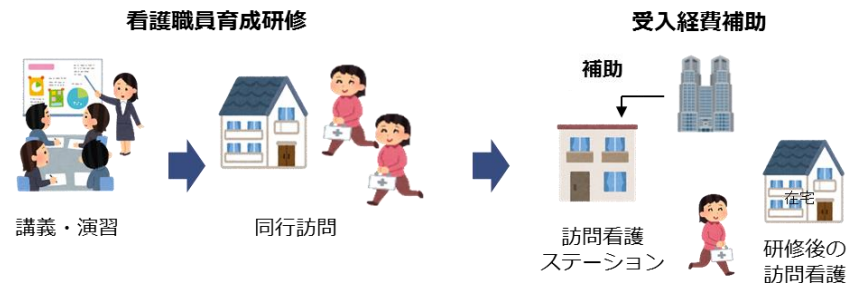 看護職員育成研修
受入経費補助
補助
講義・演習
同行訪問
訪問看護
ステーション
在宅
研修後の
訪問看護